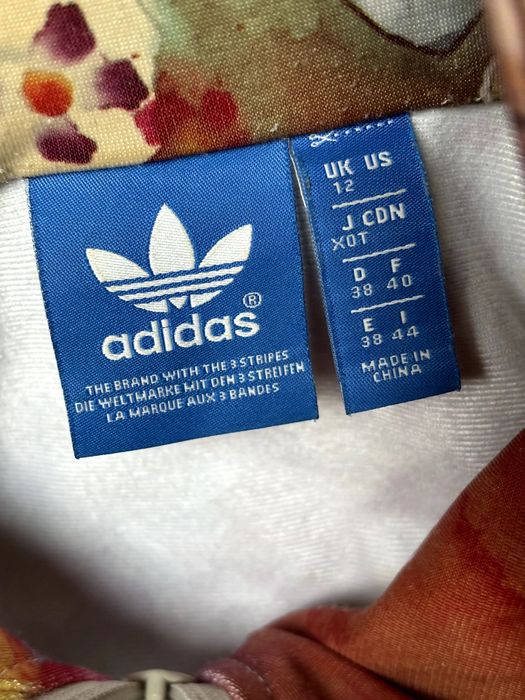 adidas®
THE BRAND WITH THE 3 STRIPES
DIE WELTMARKE MIT DEN 3 STREIFEN
LA MARQUE AUX 3 BANDES
UK US
12
J CDN
XOT
D F
38 40
E I
38 44
MADE IN
CHINA